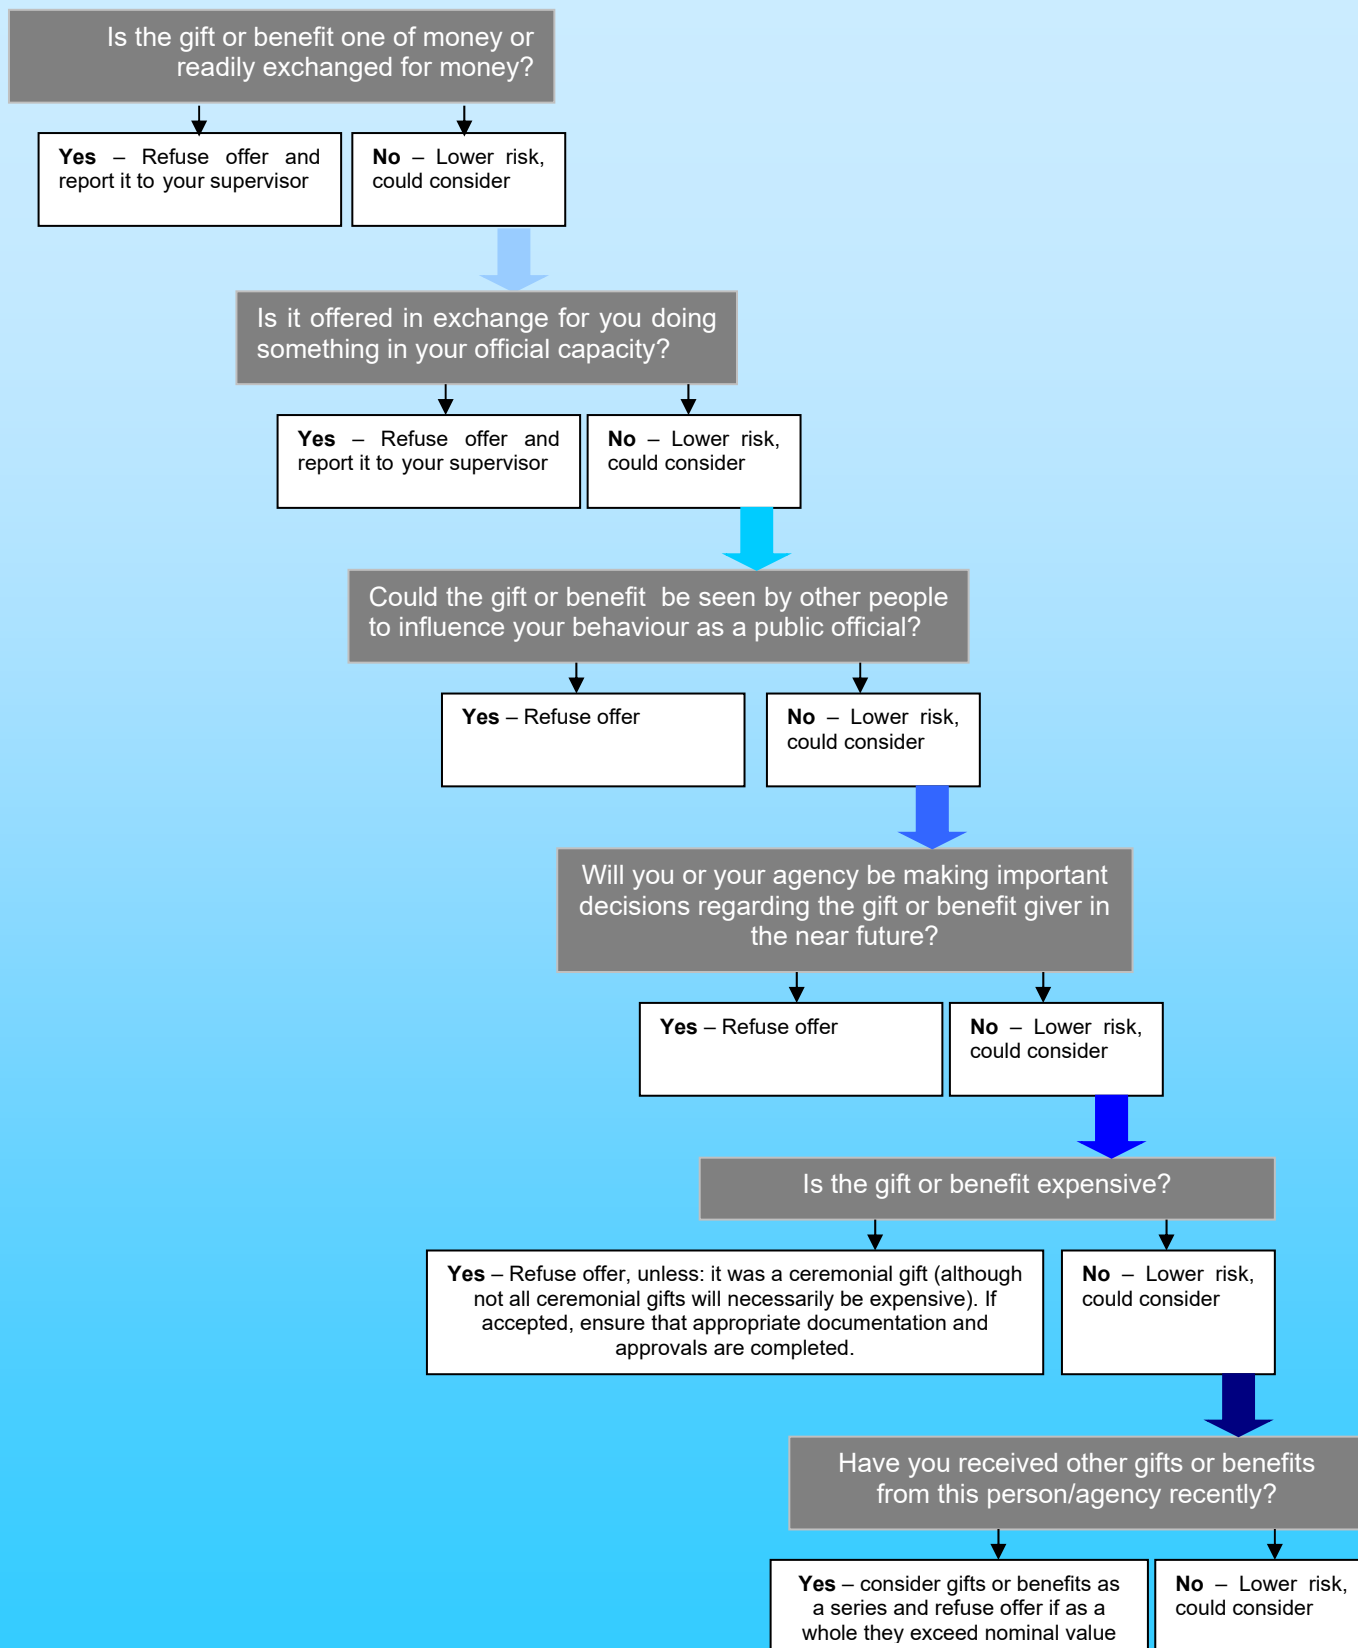 Is the gift or benefit one of money or
readily exchanged for money?
Yes – Refuse offer and
report it to your supervisor
No – Lower risk,
could consider
Is it offered in exchange for you doing
something in your official capacity?
Yes – Refuse offer and
report it to your supervisor
No – Lower risk,
could consider
Could the gift or benefit be seen by other people
to influence your behaviour as a public official?
Yes – Refuse offer
No – Lower risk,
could consider
Will you or your agency be making important
decisions regarding the gift or benefit giver in
the near future?
Yes – Refuse offer
No – Lower risk,
could consider
Is the gift or benefit expensive?
Yes – Refuse offer, unless: it was a ceremonial gift (although
not all ceremonial gifts will necessarily be expensive). If
accepted, ensure that appropriate documentation and
approvals are completed.
No – Lower risk,
could consider
Have you received other gifts or benefits
from this person/agency recently?
Yes – consider gifts or benefits as
a series and refuse offer if as a
whole they exceed nominal value
No – Lower risk,
could consider